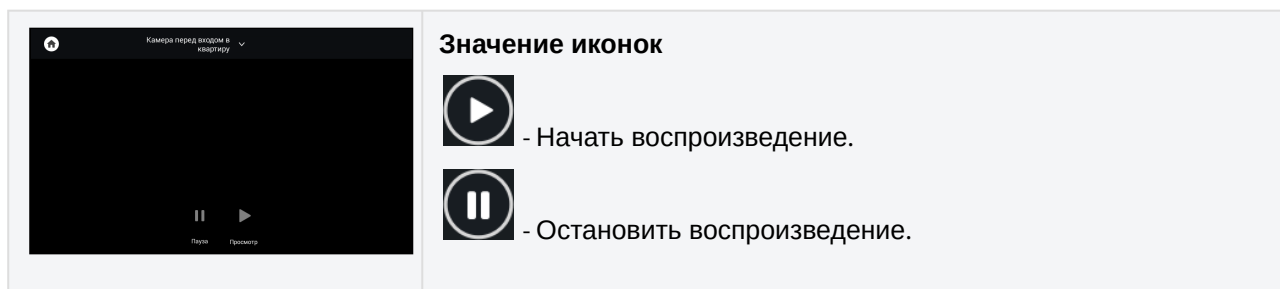 Камера перед входом в
квартиру
Пауза Просмотр
Значение иконок
- Начать воспроизведение.
- Остановить воспроизведение.